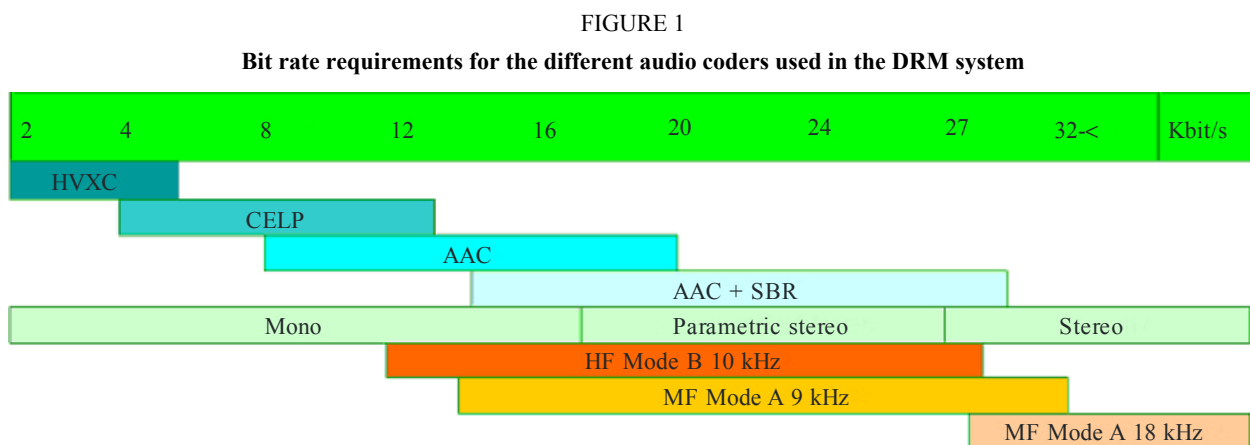 FIGURE 1
Bit rate requirements for the different audio coders used in the DRM system
2 4 8 12 16 20 24 27 32-< Kbit/s
HVXC
CELP
AAC
AAC + SBR
Mono Parametric stereo Stereo
HF Mode B 10 kHz
MF Mode A 9 kHz
MF Mode A 18 kHz